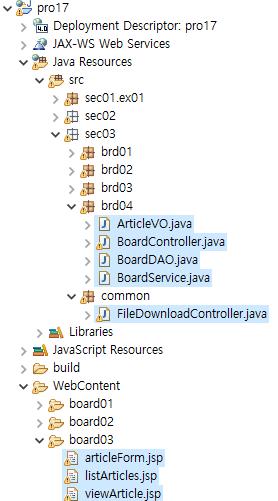 pro17
Deployment Descriptor: pro17
JAX-WS Web Services
Java Resources
src
sec01.ex01
sec02
sec03
brd01
brd02
brd03
brd04
ArticleVO.java
BoardController.java
BoardDAO.java
BoardService.java
common
FileDownloadController.java
Libraries
JavaScript Resources
build
WebContent
board01
board02
board03
articleForm.jsp
listArticles.jsp
viewArticle.jsp